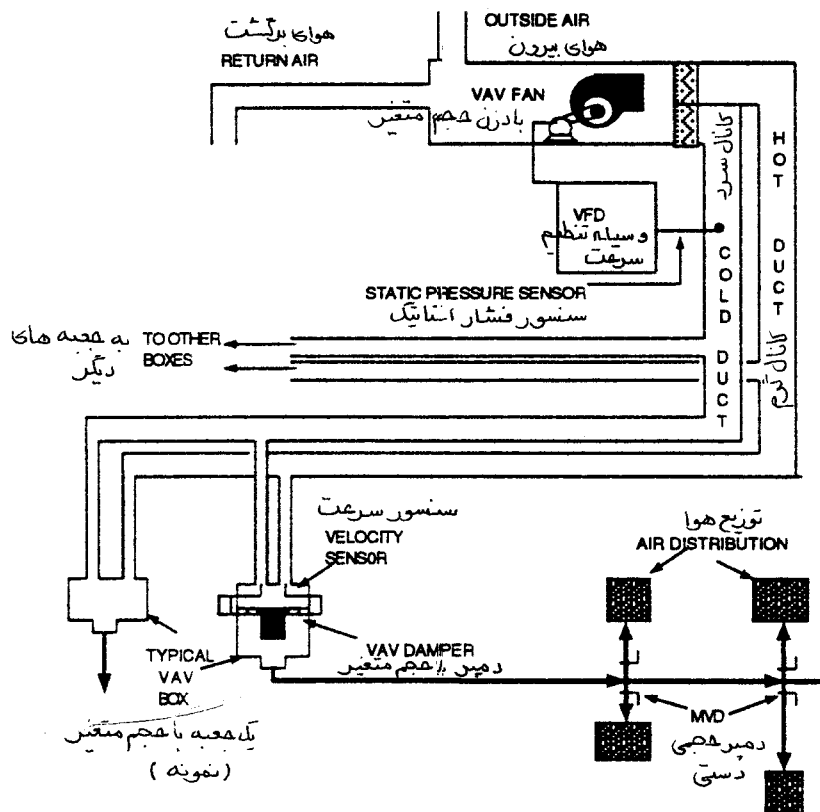 هوای برگشت
RETURN AIR
OUTSIDE AIR
هوای بیرون
VAV FAN
بادزن حجم متغیر
کانال سرد
HOT DUCT
VFD
وسیله تنظیم
سرعت
COLD DUCT
STATIC PRESSURE SENSOR
سنسور فشار استاتیک
به جعبه های
دیگر
TO OTHER
BOXES
کانال گرم
سنسور سرعت
VELOCITY
SENSOR
توزیع هوا
AIR DISTRIBUTION
TYPICAL
VAV
BOX
یک جعبه با حجم متغیر
(نمونه)
VAV DAMPER
دمپر با حجم متغیر
MVD
دمپر حجمی
دستی